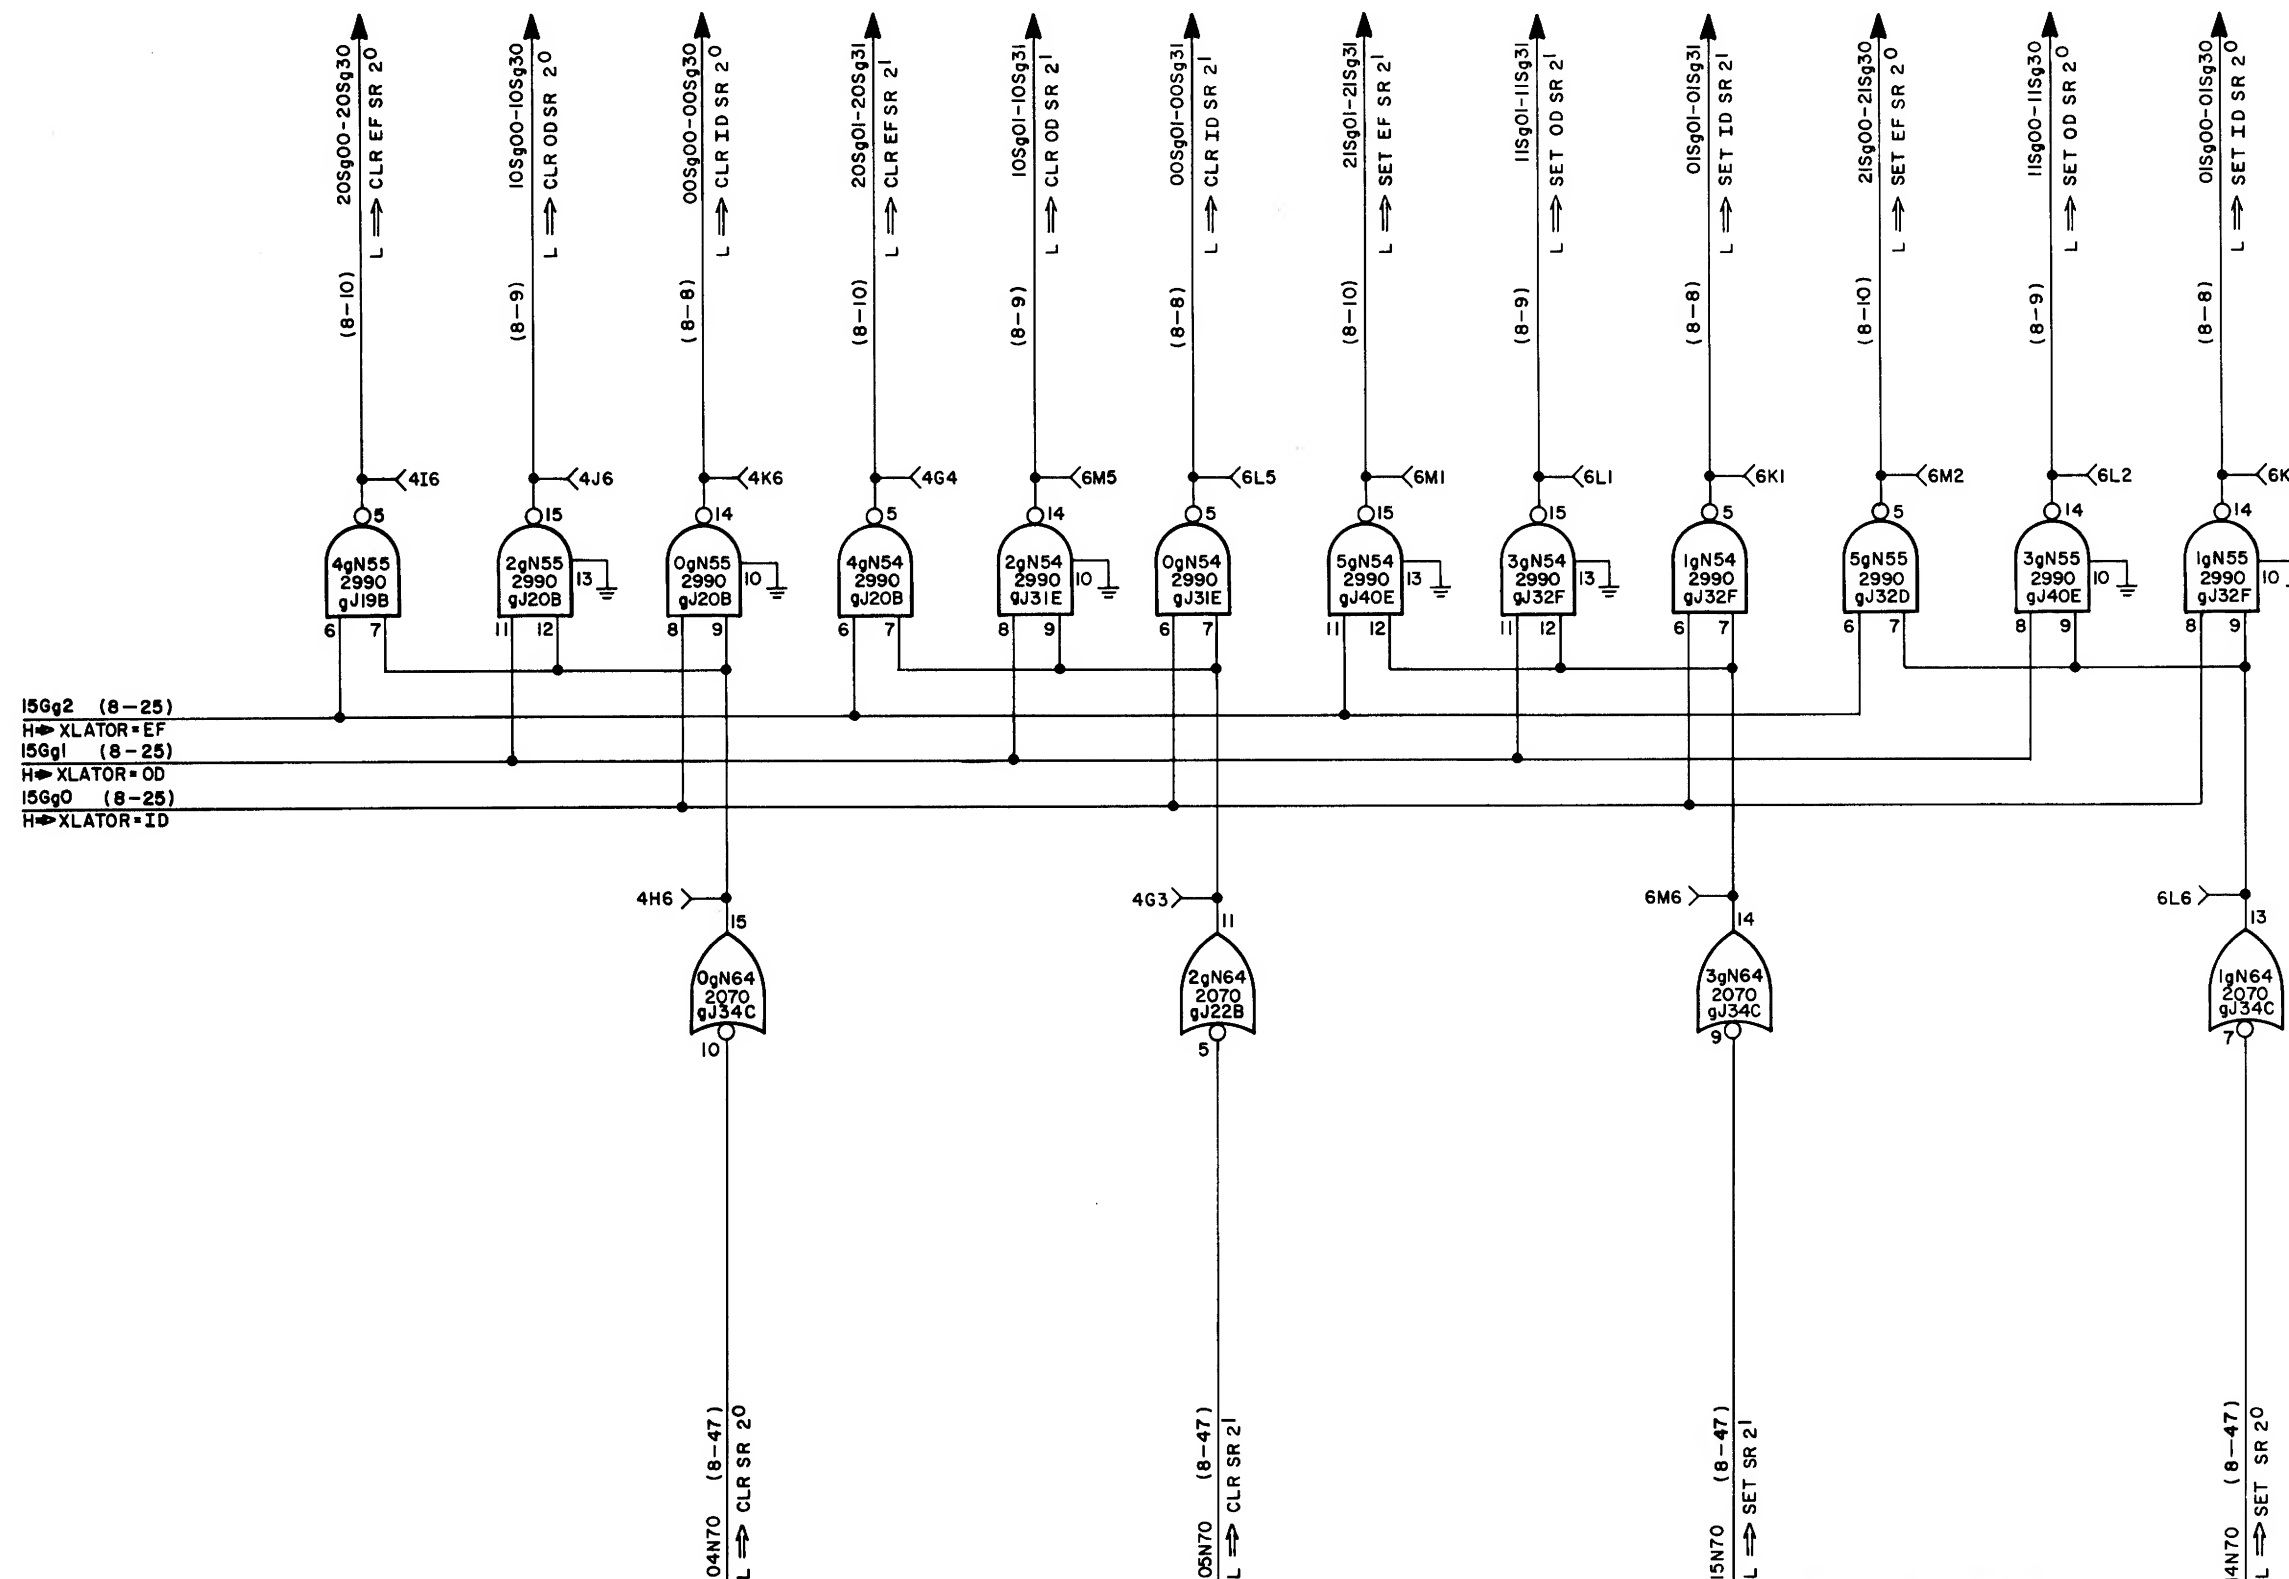 20Sg00-20Sg30
L ⟹ CLR EF SR 2⁰
(8-10)
10Sg00-10Sg30
L ⟹ CLR OD SR 2⁰
(8-9)
00Sg00-00Sg30
L ⟹ CLR ID SR 2⁰
(8-8)
20Sg01-20Sg31
L ⟹ CLR EF SR 2¹
(8-10)
10Sg01-10Sg31
L ⟹ CLR OD SR 2¹
(8-9)
00Sg01-00Sg31
L ⟹ CLR ID SR 2¹
(8-8)
21Sg01-21Sg31
L ⟹ SET EF SR 2¹
(8-10)
11Sg01-11Sg31
L ⟹ SET OD SR 2¹
(8-9)
01Sg01-01Sg31
L ⟹ SET ID SR 2¹
(8-8)
21Sg00-21Sg30
L ⟹ SET EF SR 2⁰
(8-10)
11Sg00-11Sg30
L ⟹ SET OD SR 2⁰
(8-9)
01Sg00-01Sg30
L ⟹ SET ID SR 2⁰
(8-8)
4I6 4J6 4K6 4G4 6M5 6L5 6M1 6L1 6K1 6M2 6L2
5 15 14 5 14 5 15 15 5 5 14 14
4gN55 2gN55 0gN55 4gN54 2gN54 0gN54 5gN54 3gN54 1gN54 5gN55 3gN55 1gN55
2990 2990 2990 2990 2990 2990 2990 2990 2990 2990 2990 2990
13 10 10 13 13 10 10
gJ19B gJ20B gJ20B gJ20B gJ31E gJ31E gJ40E gJ32F gJ32F gJ32D gJ40E gJ32F
6 7 11 12 8 9 6 7 8 9 6 7 11 12 11 12 6 7 6 7 8 9 8 9
15Gg2 (8-25)
H⇒XLATOR=EF
15Gg1 (8-25)
H⇒XLATOR=OD
15Gg0 (8-25)
H⇒XLATOR=ID
4H6 4G3 6M6 6L6
15 11 14 13
0gN64 2gN64 3gN64 1gN64
2070 2070 2070 2070
gJ34C gJ22B gJ34C gJ34C
10 5 9 7
04N70 (8-47)
L ⟹ CLR SR 2⁰
05N70 (8-47)
L ⟹ CLR SR 2¹
15N70 (8-47)
L ⟹ SET SR 2¹
14N70 (8-47)
L ⟹ SET SR 2⁰